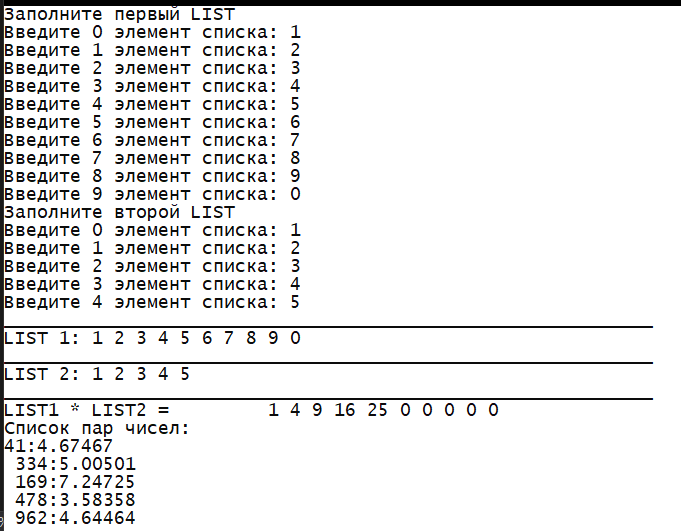 Заполните первый LIST
Введите 0 элемент списка: 1
Введите 1 элемент списка: 2
Введите 2 элемент списка: 3
Введите 3 элемент списка: 4
Введите 4 элемент списка: 5
Введите 5 элемент списка: 6
Введите 6 элемент списка: 7
Введите 7 элемент списка: 8
Введите 8 элемент списка: 9
Введите 9 элемент списка: 0
Заполните второй LIST
Введите 0 элемент списка: 1
Введите 1 элемент списка: 2
Введите 2 элемент списка: 3
Введите 3 элемент списка: 4
Введите 4 элемент списка: 5
LIST 1: 1 2 3 4 5 6 7 8 9 0
LIST 2: 1 2 3 4 5
LIST1 * LIST2 = 1 4 9 16 25 0 0 0 0 0
Список пар чисел:
41:4.67467
334:5.00501
169:7.24725
478:3.58358
962:4.64464